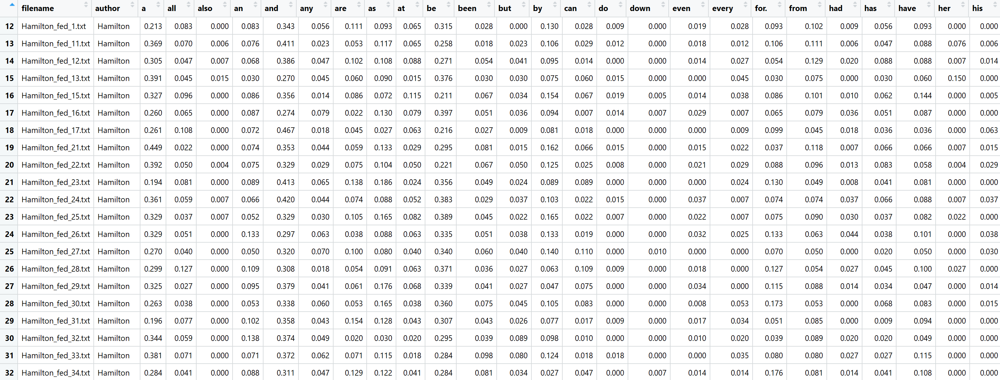 filename author a all also an and any are as at be been but by can do down even every for. from had has have her his
12 Hamilton_fed_1.txt Hamilton 0.213 0.083 0.000 0.083 0.343 0.056 0.111 0.093 0.065 0.315 0.028 0.000 0.130 0.028 0.009 0.000 0.019 0.028 0.093 0.102 0.009 0.056 0.093 0.000 0.000
13 Hamilton_fed_11.txt Hamilton 0.369 0.070 0.006 0.076 0.411 0.023 0.053 0.117 0.065 0.258 0.018 0.023 0.106 0.029 0.012 0.000 0.018 0.012 0.106 0.111 0.006 0.047 0.088 0.076 0.006
14 Hamilton_fed_12.txt Hamilton 0.305 0.047 0.007 0.068 0.386 0.047 0.102 0.108 0.088 0.271 0.054 0.041 0.095 0.014 0.000 0.000 0.014 0.027 0.054 0.129 0.020 0.088 0.088 0.007 0.014
15 Hamilton_fed_13.txt Hamilton 0.391 0.045 0.015 0.030 0.270 0.045 0.060 0.090 0.015 0.376 0.030 0.030 0.075 0.060 0.015 0.000 0.000 0.045 0.030 0.075 0.000 0.030 0.060 0.150 0.000
16 Hamilton_fed_15.txt Hamilton 0.327 0.096 0.000 0.086 0.356 0.014 0.086 0.072 0.115 0.211 0.067 0.034 0.154 0.067 0.019 0.005 0.014 0.038 0.086 0.101 0.010 0.062 0.144 0.000 0.005
17 Hamilton_fed_16.txt Hamilton 0.260 0.065 0.000 0.087 0.274 0.079 0.022 0.130 0.079 0.397 0.051 0.036 0.094 0.007 0.014 0.007 0.029 0.007 0.065 0.079 0.036 0.051 0.087 0.000 0.000
18 Hamilton_fed_17.txt Hamilton 0.261 0.108 0.000 0.072 0.467 0.018 0.045 0.027 0.063 0.216 0.027 0.009 0.081 0.018 0.000 0.000 0.000 0.009 0.099 0.045 0.018 0.036 0.036 0.000 0.063
19 Hamilton_fed_21.txt Hamilton 0.449 0.022 0.000 0.074 0.353 0.044 0.059 0.133 0.029 0.295 0.081 0.015 0.162 0.066 0.015 0.000 0.015 0.022 0.037 0.118 0.007 0.066 0.066 0.007 0.015
20 Hamilton_fed_22.txt Hamilton 0.392 0.050 0.004 0.075 0.329 0.029 0.075 0.104 0.050 0.221 0.067 0.050 0.125 0.025 0.008 0.000 0.021 0.029 0.088 0.096 0.013 0.083 0.058 0.004 0.029
21 Hamilton_fed_23.txt Hamilton 0.194 0.081 0.000 0.089 0.413 0.065 0.138 0.186 0.024 0.356 0.049 0.024 0.089 0.089 0.000 0.000 0.000 0.024 0.130 0.049 0.008 0.041 0.081 0.000 0.000
22 Hamilton_fed_24.txt Hamilton 0.361 0.059 0.007 0.066 0.420 0.044 0.074 0.088 0.052 0.383 0.029 0.037 0.103 0.022 0.015 0.000 0.037 0.007 0.074 0.074 0.037 0.066 0.088 0.007 0.037
23 Hamilton_fed_25.txt Hamilton 0.329 0.037 0.007 0.052 0.329 0.030 0.105 0.165 0.082 0.389 0.045 0.022 0.165 0.022 0.007 0.000 0.022 0.007 0.075 0.090 0.030 0.037 0.082 0.022 0.000
24 Hamilton_fed_26.txt Hamilton 0.329 0.051 0.000 0.133 0.297 0.063 0.038 0.088 0.063 0.335 0.051 0.038 0.133 0.019 0.000 0.000 0.032 0.025 0.133 0.063 0.044 0.038 0.101 0.000 0.038
25 Hamilton_fed_27.txt Hamilton 0.270 0.040 0.000 0.050 0.320 0.070 0.100 0.080 0.040 0.340 0.060 0.040 0.140 0.110 0.000 0.010 0.000 0.000 0.070 0.050 0.000 0.020 0.050 0.000 0.030
26 Hamilton_fed_28.txt Hamilton 0.299 0.127 0.000 0.109 0.308 0.018 0.054 0.091 0.063 0.371 0.036 0.027 0.063 0.109 0.009 0.000 0.018 0.000 0.127 0.054 0.027 0.045 0.100 0.027 0.000
27 Hamilton_fed_29.txt Hamilton 0.325 0.027 0.000 0.095 0.379 0.041 0.061 0.176 0.068 0.339 0.041 0.027 0.047 0.075 0.000 0.000 0.034 0.000 0.115 0.088 0.014 0.034 0.047 0.000 0.014
28 Hamilton_fed_30.txt Hamilton 0.263 0.038 0.000 0.053 0.338 0.060 0.053 0.165 0.038 0.360 0.075 0.045 0.105 0.083 0.000 0.000 0.008 0.053 0.173 0.053 0.000 0.068 0.083 0.000 0.015
29 Hamilton_fed_31.txt Hamilton 0.196 0.077 0.000 0.102 0.358 0.043 0.154 0.128 0.043 0.307 0.043 0.026 0.077 0.017 0.009 0.000 0.017 0.034 0.051 0.085 0.000 0.009 0.094 0.000 0.000
30 Hamilton_fed_32.txt Hamilton 0.344 0.059 0.000 0.138 0.374 0.049 0.020 0.030 0.020 0.295 0.039 0.089 0.098 0.010 0.000 0.000 0.010 0.020 0.039 0.089 0.020 0.020 0.049 0.000 0.000
31 Hamilton_fed_33.txt Hamilton 0.381 0.071 0.000 0.071 0.372 0.062 0.071 0.115 0.018 0.284 0.098 0.080 0.124 0.018 0.018 0.000 0.000 0.035 0.080 0.080 0.027 0.027 0.115 0.000 0.000
32 Hamilton_fed_34.txt Hamilton 0.284 0.041 0.000 0.088 0.311 0.047 0.129 0.122 0.041 0.284 0.081 0.034 0.027 0.047 0.000 0.007 0.014 0.014 0.176 0.081 0.014 0.041 0.108 0.000 0.000